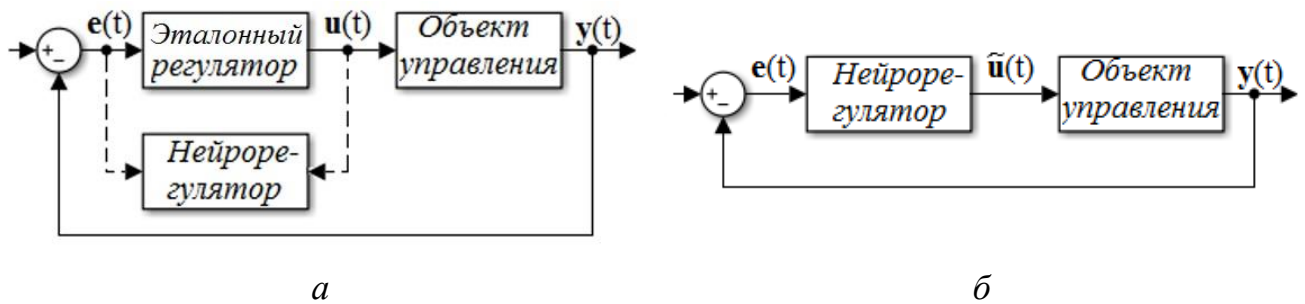 e(t)
Эталонный
регулятор
u(t)
Объект
управления
y(t)
+
-
Нейроре-
гулятор
а
e(t)
Нейроре-
гулятор
ũ(t)
Объект
управления
y(t)
+
-
б